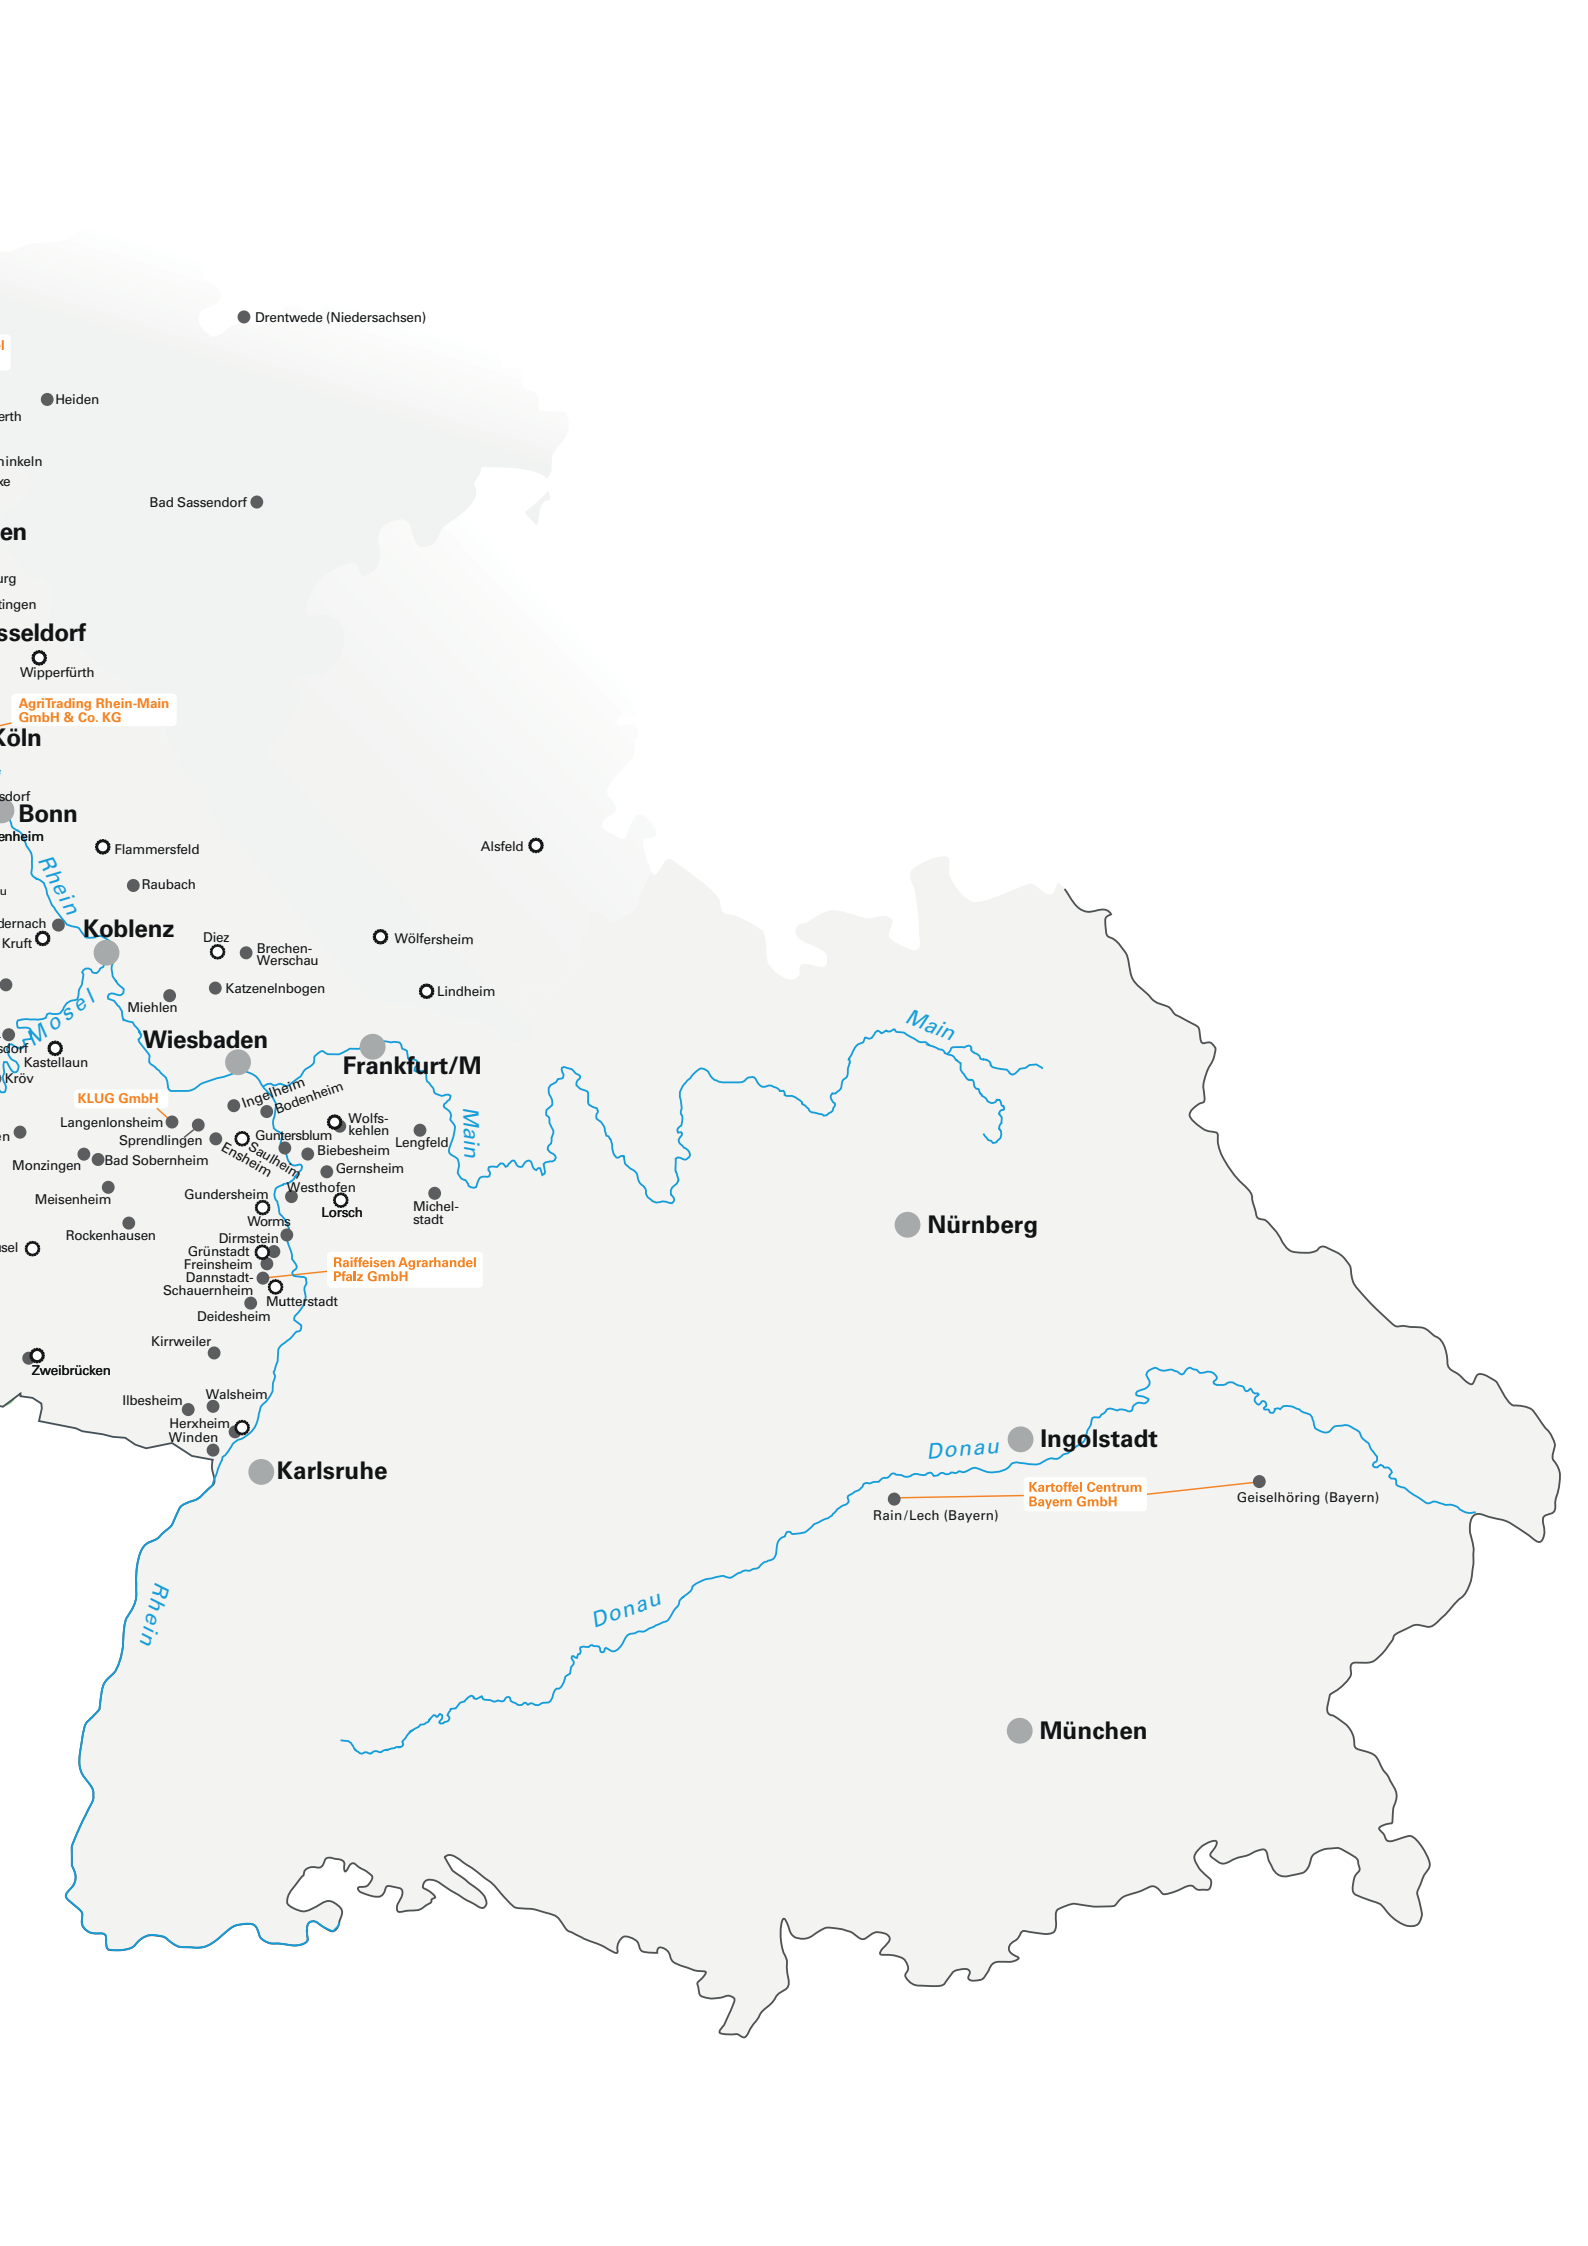 Drentwede (Niedersachsen)
Heiden
Bad Sassendorf
Wipperfürth
AgriTrading Rhein-Main
GmbH & Co. KG
Köln
Bonn
Flammersfeld
Alsfeld
Rhein
Raubach
Koblenz
Kruft
Diez
Brechen-
Werschau
Wölfersheim
Katzenelnbogen
Lindheim
Miehlen
Mosel
Main
Wiesbaden
Kastellaun
Frankfurt/M
Kröv
KLUG GmbH
Ingelheim
Bodenheim
Langenlonsheim
Wolfs-
kehlen
Main
Sprendlingen
Guntersblum
Lengfeld
Ensheim
Saulheim
Biebesheim
Monzingen
Bad Sobernheim
Gernsheim
Meisenheim
Gundersheim
Westhofen
Lorsch
Michel-
stadt
Worms
Nürnberg
Rockenhausen
Dirmstein
Grünstadt
Freinsheim
Raiffeisen Agrarhandel
Pfalz GmbH
Dannstadt-
Schauernheim
Mutterstadt
Deidesheim
Kirrweiler
Zweibrücken
Ilbesheim
Walsheim
Herxheim
Winden
Donau
Ingolstadt
Karlsruhe
Kartoffel Centrum
Bayern GmbH
Rain/Lech (Bayern)
Geiselhöring (Bayern)
Rhein
Donau
München